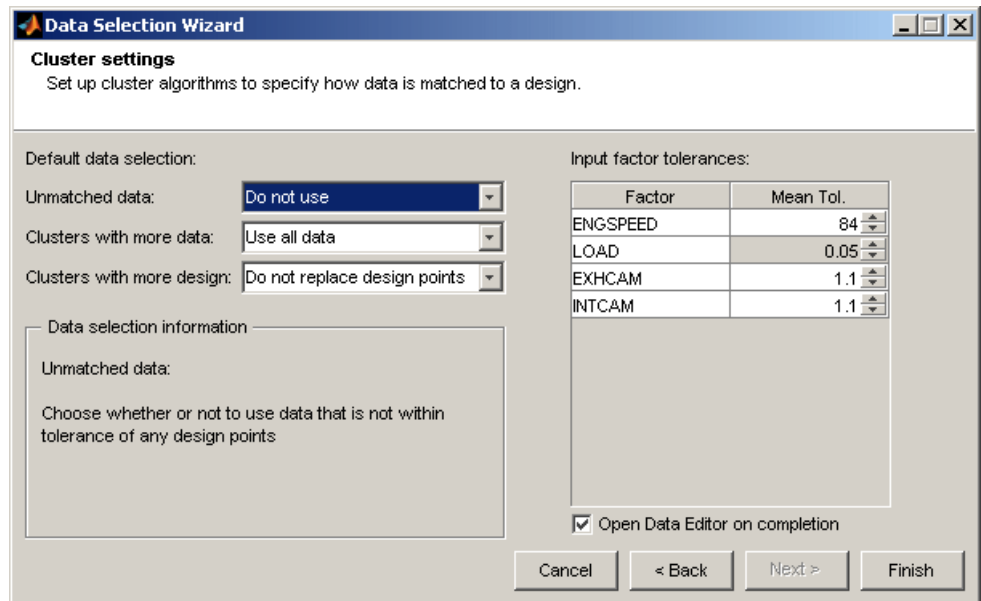 Data Selection Wizard
Cluster settings
Set up cluster algorithms to specify how data is matched to a design.
Default data selection:
Unmatched data: Do not use
Clusters with more data: Use all data
Clusters with more design: Do not replace design points
Data selection information
Unmatched data:
Choose whether or not to use data that is not within
tolerance of any design points
Input factor tolerances:
Factor Mean Tol.
ENGSPEED 84
LOAD 0.05
EXHCAM 1.1
INTCAM 1.1
Open Data Editor on completion
Cancel < Back Next > Finish